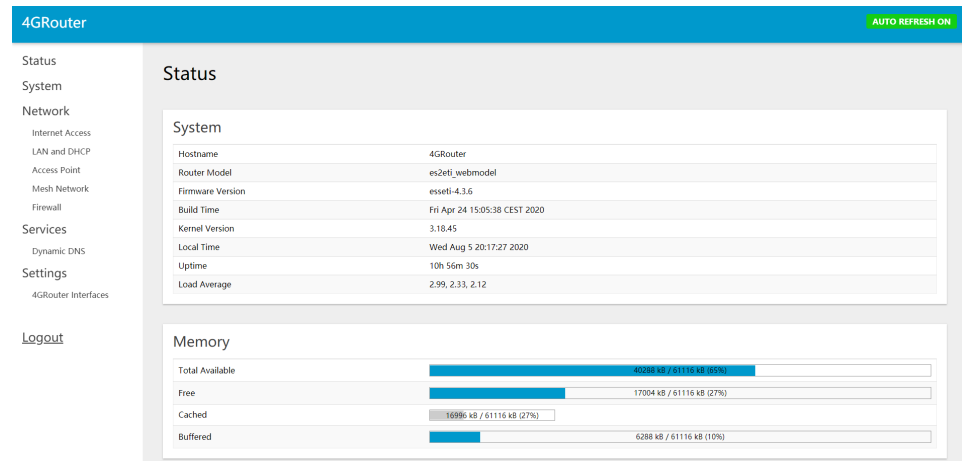 4GRouter
AUTO REFRESH ON
Status
System
Network
Internet Access
LAN and DHCP
Access Point
Mesh Network
Firewall
Services
Dynamic DNS
Settings
4GRouter Interfaces
Logout
Status
System
Hostname 4GRouter
Router Model es2eti_webmodel
Firmware Version esseti-4.3.6
Build Time Fri Apr 24 15:05:38 CEST 2020
Kernel Version 3.18.45
Local Time Wed Aug 5 20:17:27 2020
Uptime 10h 56m 30s
Load Average 2.99, 2.33, 2.12
Memory
Total Available 40288 kB / 61116 kB (65%)
Free 17004 kB / 61116 kB (27%)
Cached 16996 kB / 61116 kB (27%)
Buffered 6288 kB / 61116 kB (10%)